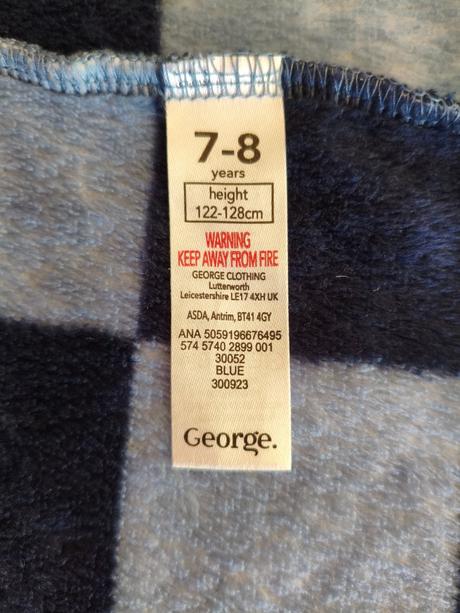 7-8
years
height
122-128cm
WARNING
KEEP AWAY FROM FIRE
GEORGE CLOTHING
Lutterworth
Leicestershire LE17 4XH UK
ASDA, Antrim, BT41 4GY
ANA 5059196676495
574 5740 2899 001
30052
BLUE
300923
George.